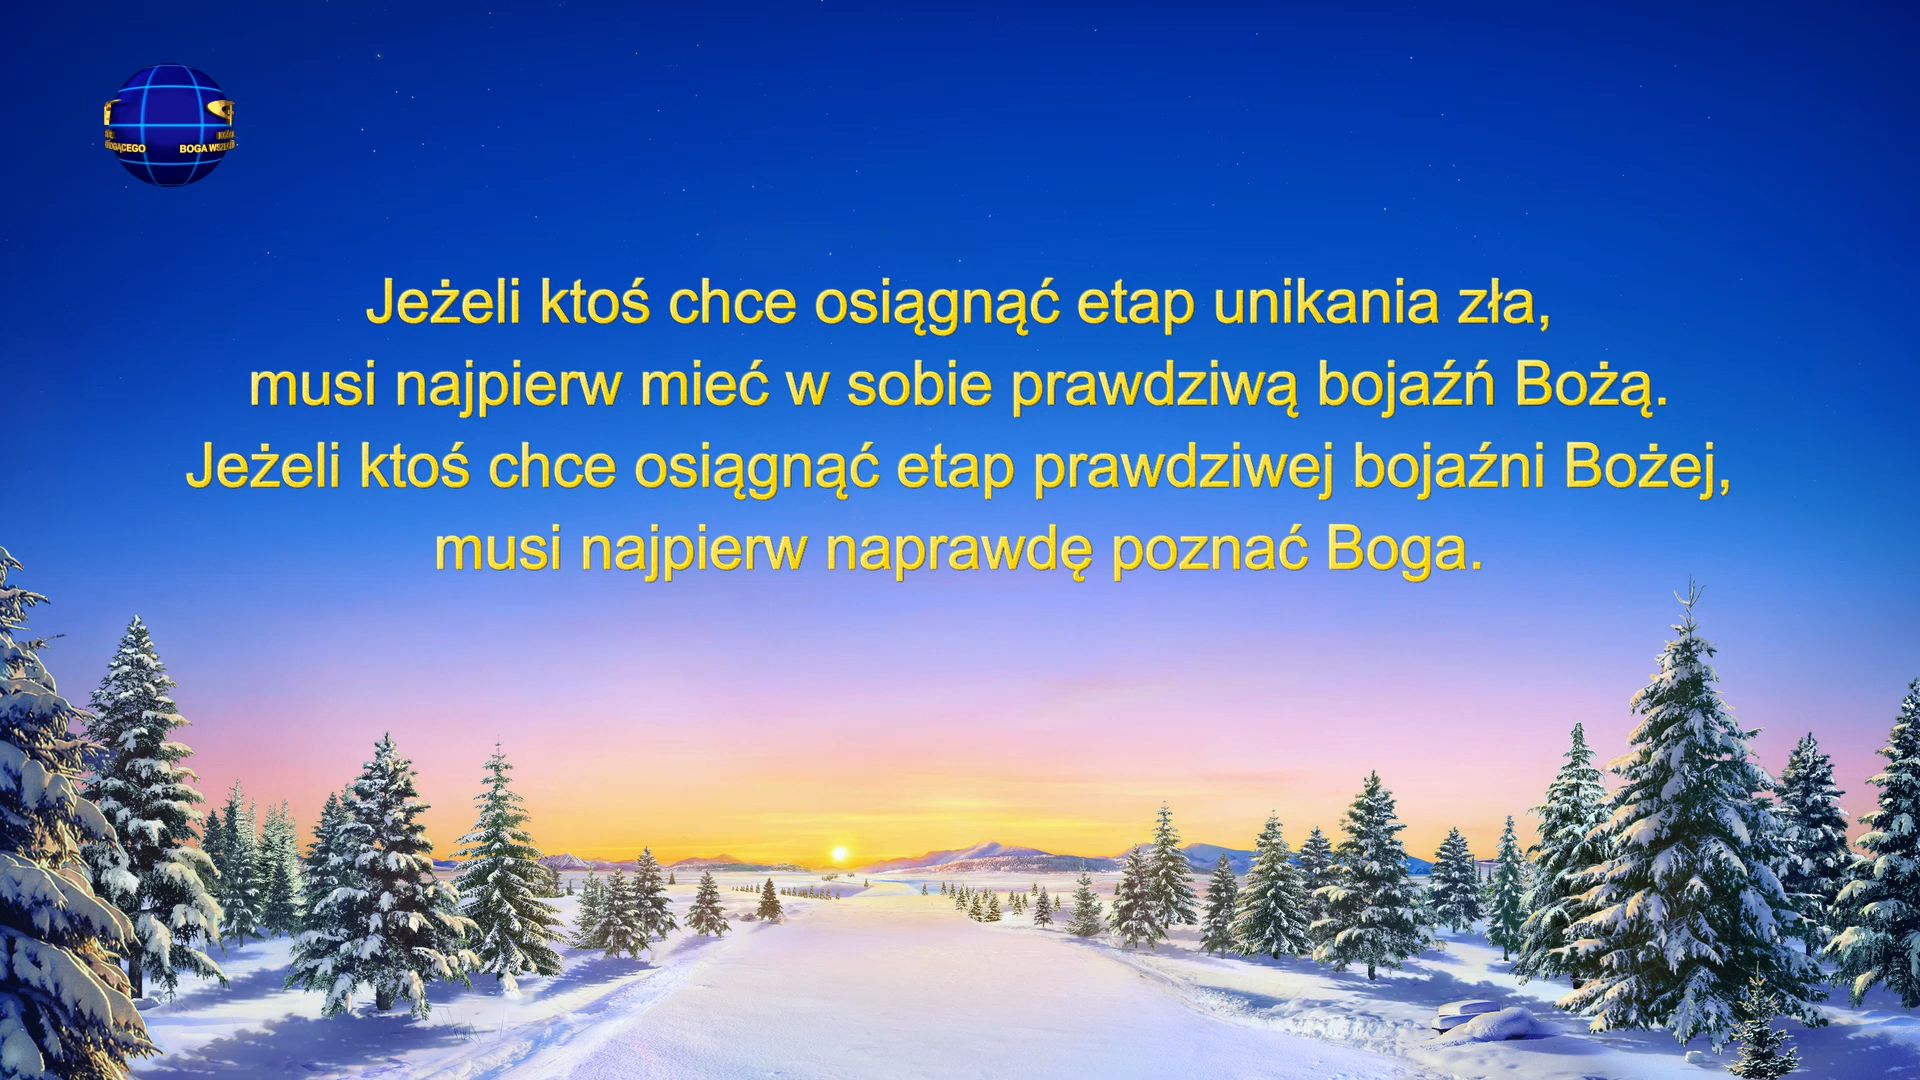 BOGA
Jeżeli ktoś chce osiągnąć etap unikania zła,
musi najpierw mieć w sobie prawdziwą bojaźń Bożą.
Jeżeli ktoś chce osiągnąć etap prawdziwej bojaźni Bożej,
musi najpierw naprawdę poznać Boga.